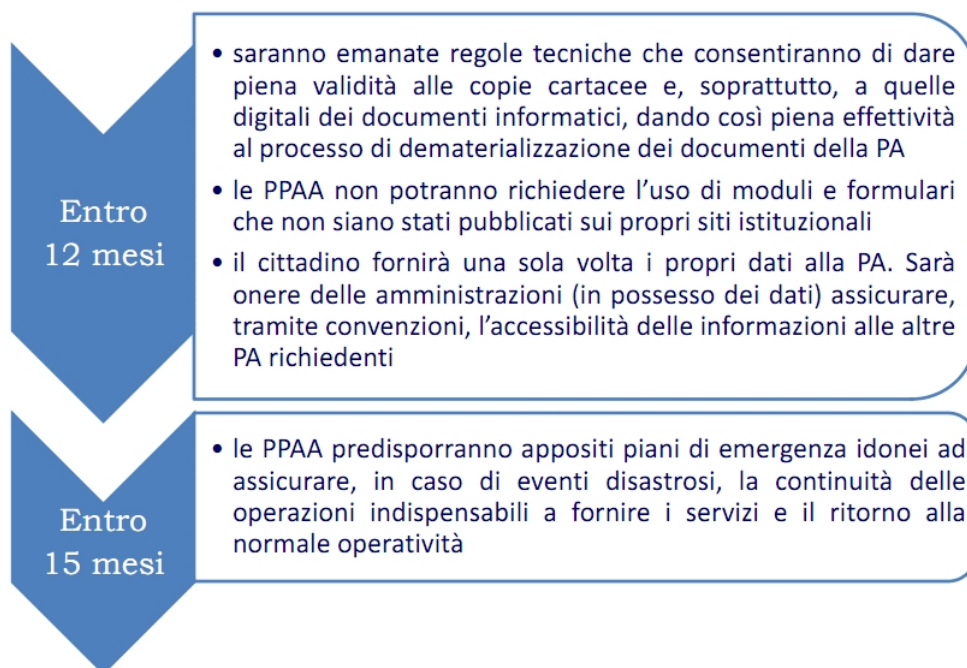 Entro
12 mesi
• saranno emanate regole tecniche che consentiranno di dare
piena validità alle copie cartacee e, soprattutto, a quelle
digitali dei documenti informatici, dando così piena effettività
al processo di dematerializzazione dei documenti della PA
• le PPAA non potranno richiedere l'uso di moduli e formulari
che non siano stati pubblicati sui propri siti istituzionali
• il cittadino fornirà una sola volta i propri dati alla PA. Sarà
onere delle amministrazioni (in possesso dei dati) assicurare,
tramite convenzioni, l'accessibilità delle informazioni alle altre
PA richiedenti
Entro
15 mesi
• le PPAA predisporranno appositi piani di emergenza idonei ad
assicurare, in caso di eventi disastrosi, la continuità delle
operazioni indispensabili a fornire i servizi e il ritorno alla
normale operatività